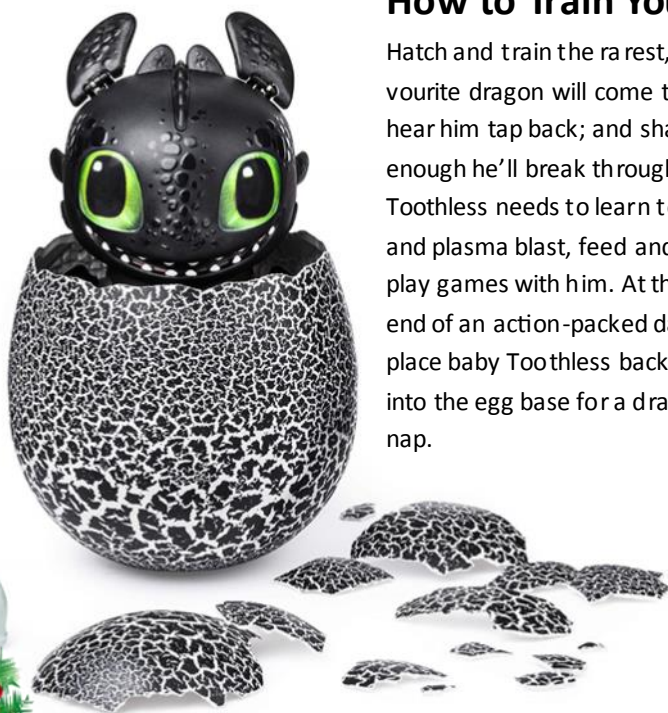 How to Train You
Hatch and train the rarest,
vourite dragon will come t
hear him tap back; and sha
enough he'll break through
Toothless needs to learn t
and plasma blast, feed and
play games with him. At th
end of an action-packed da
place baby Toothless back
into the egg base for a dra
nap.